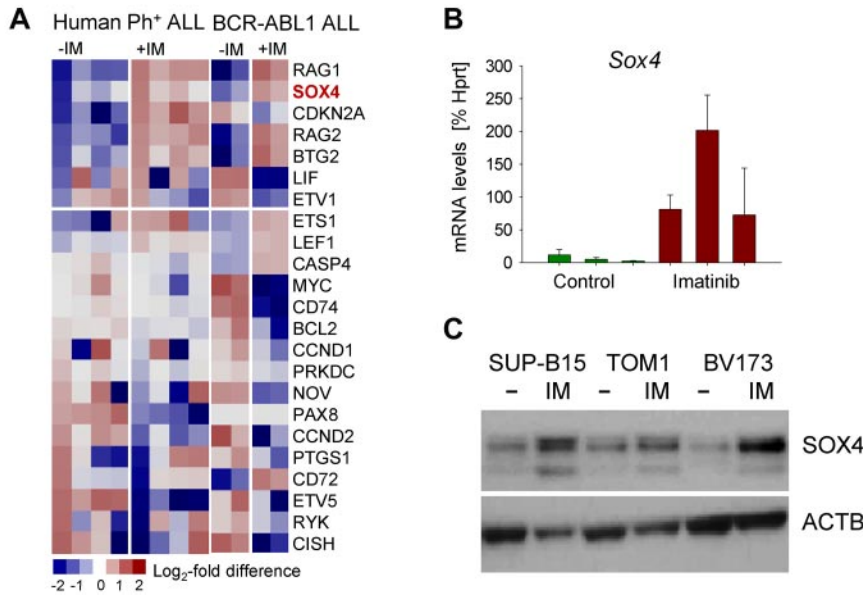 A
Human Ph+ ALL BCR-ABL1 ALL
-IM +IM -IM +IM
RAG1
SOX4
CDKN2A
RAG2
BTG2
LIF
ETV1
ETS1
LEF1
CASP4
MYC
CD74
BCL2
CCND1
PRKDC
NOV
PAX8
CCND2
PTGS1
CD72
ETV5
RYK
CISH
-2 -1 0 1 2
Log2-fold difference
B
Sox4
mRNA levels [% Hprt]
300
250
200
150
100
50
0
Control Imatinib
C
SUP-B15 TOM1 BV173
– IM – IM – IM
SOX4
ACTB